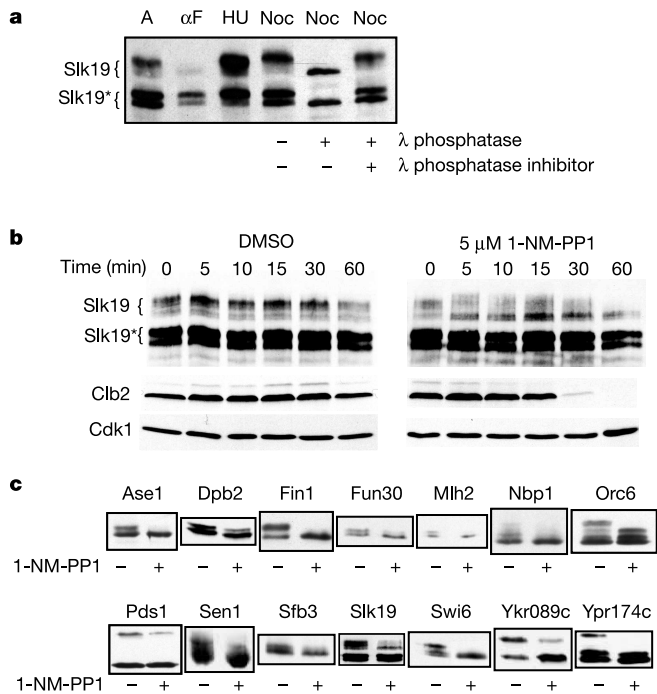 a
A αF HU Noc Noc Noc
Slk19 {
Slk19* {
– + + λ phosphatase
+ λ phosphatase inhibitor
b
DMSO 5 μM 1-NM-PP1
Time (min) 0 5 10 15 30 60 0 5 10 15 30 60
Slk19 {
Slk19* {
Clb2
Cdk1
c
Ase1 Dpb2 Fin1 Fun30 Mlh2 Nbp1 Orc6
1-NM-PP1 – + – + – + – + – + – + – +
Pds1 Sen1 Sfb3 Slk19 Swi6 Ykr089c Ypr174c
1-NM-PP1 – + – + – + – + – + – + – +